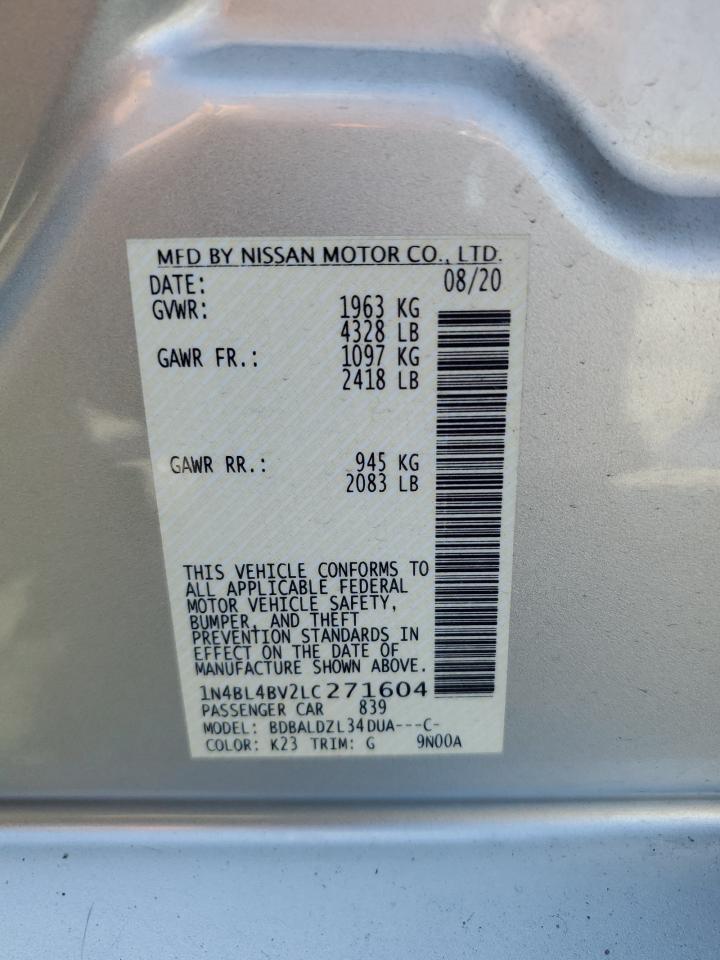 MFD BY NISSAN MOTOR CO., LTD.
DATE: 08/20
GVWR: 1963 KG
4328 LB
GAWR FR.: 1097 KG
2418 LB
GAWR RR.: 945 KG
2083 LB
THIS VEHICLE CONFORMS TO
ALL APPLICABLE FEDERAL
MOTOR VEHICLE SAFETY,
BUMPER, AND THEFT
PREVENTION STANDARDS IN
EFFECT ON THE DATE OF
MANUFACTURE SHOWN ABOVE.
1N4BL4BV2LC271604
PASSENGER CAR 839
MODEL: BDBALDZL34DUA---C-
COLOR: K23 TRIM: G 9N00A